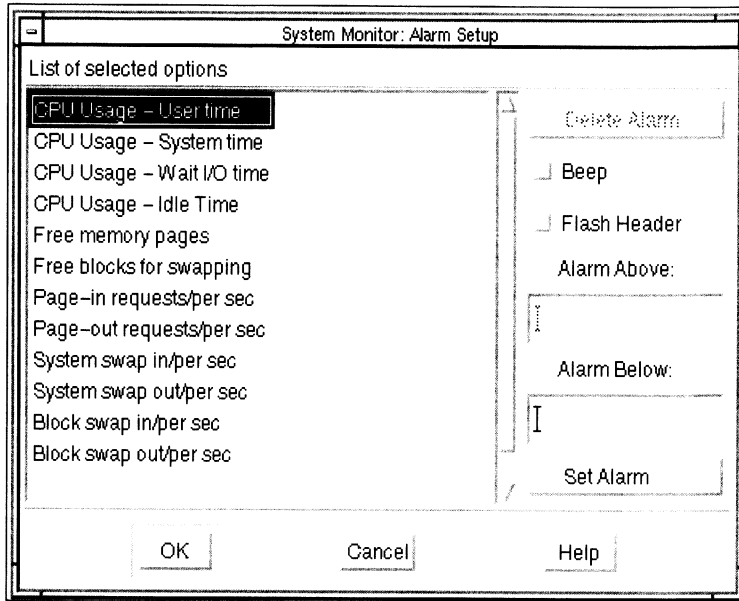 System Monitor: Alarm Setup
List of selected options
CPU Usage – User time
CPU Usage – System time
CPU Usage – Wait I/O time
CPU Usage – Idle Time
Free memory pages
Free blocks for swapping
Page–in requests/per sec
Page–out requests/per sec
System swap in/per sec
System swap out/per sec
Block swap in/per sec
Block swap out/per sec
Delete Alarm
Beep
Flash Header
Alarm Above:
Alarm Below:
Set Alarm
OK
Cancel
Help